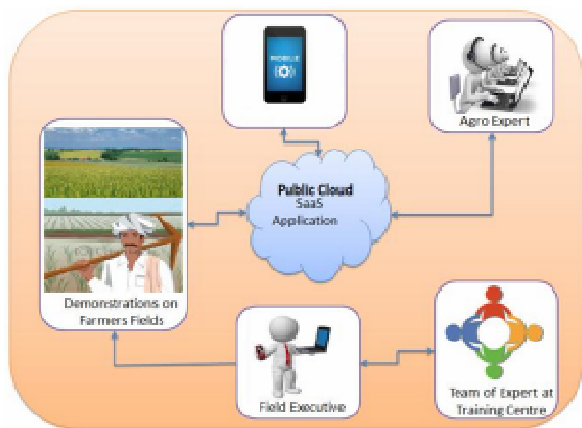 MOBILE
Agro Expert
Public Cloud
SaaS
Application
Demonstrations on
Farmers Fields
Field Executive
Team of Expert at
Training Centre